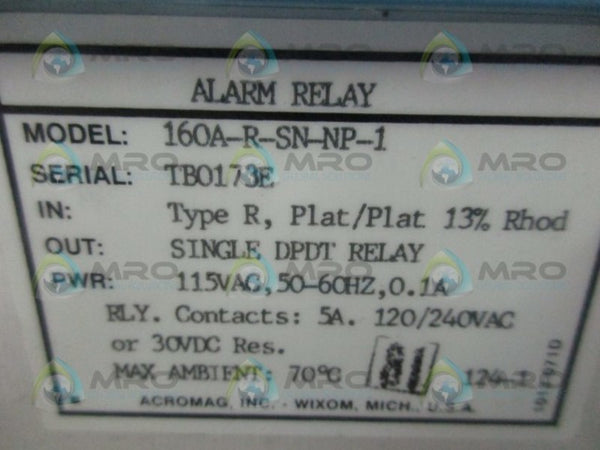 ALARM RELAY
MODEL: 160A-R-SN-NP-1
SERIAL: TB0173E
IN: Type R, Plat/Plat 13% Rhod
OUT: SINGLE DPDT RELAY
PWR: 115VAC,50-60HZ,0.1A
RLY. Contacts: 5A. 120/240VAC
or 30VDC Res.
MAX AMBIENT: 70°C
ACROMAG, INC. - WIXOM, MICH., U.S.A.
MRO